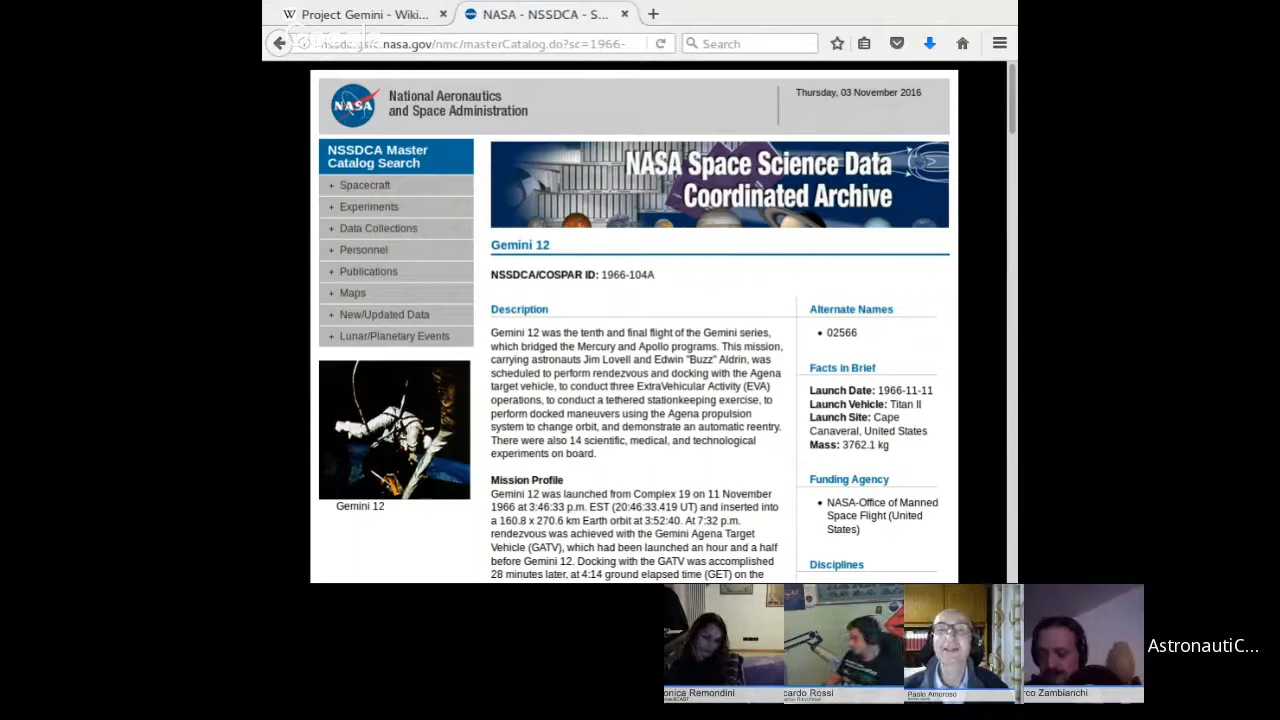 Project Gemini - Wiki...
NASA - NSSDCA - S...
nasa.gov/nmc/masterCatalog.do?sc=1966-
Search
NASA
National Aeronautics
and Space Administration
Thursday, 03 November 2016
NSSDCA Master
Catalog Search
+ Spacecraft
+ Experiments
+ Data Collections
+ Personnel
+ Publications
+ Maps
+ New/Updated Data
+ Lunar/Planetary Events
Gemini 12
NASA Space Science Data
Coordinated Archive
Gemini 12
NSSDCA/COSPAR ID: 1966-104A
Description
Gemini 12 was the tenth and final flight of the Gemini series,
which bridged the Mercury and Apollo programs. This mission,
carrying astronauts Jim Lovell and Edwin "Buzz" Aldrin, was
scheduled to perform rendezvous and docking with the Agena
target vehicle, to conduct three ExtraVehicular Activity (EVA)
operations, to conduct a tethered stationkeeping exercise, to
perform docked maneuvers using the Agena propulsion
system to change orbit, and demonstrate an automatic reentry.
There were also 14 scientific, medical, and technological
experiments on board.
Mission Profile
Gemini 12 was launched from Complex 19 on 11 November
1966 at 3:46:33 p.m. EST (20:46:33.419 UT) and inserted into
a 160.8 x 270.6 km Earth orbit at 3:52:40. At 7:32 p.m.
rendezvous was achieved with the Gemini Agena Target
Vehicle (GATV), which had been launched an hour and a half
before Gemini 12. Docking with the GATV was accomplished
28 minutes later, at 4:14 ground elapsed time (GET) on the
Alternate Names
• 02566
Facts in Brief
Launch Date: 1966-11-11
Launch Vehicle: Titan II
Launch Site: Cape
Canaveral, United States
Mass: 3762.1 kg
Funding Agency
• NASA-Office of Manned
Space Flight (United
States)
Disciplines
onica Remondini
cardo Rossi
Paolo Amoroso
rco Zambianchi
AstronautiC...